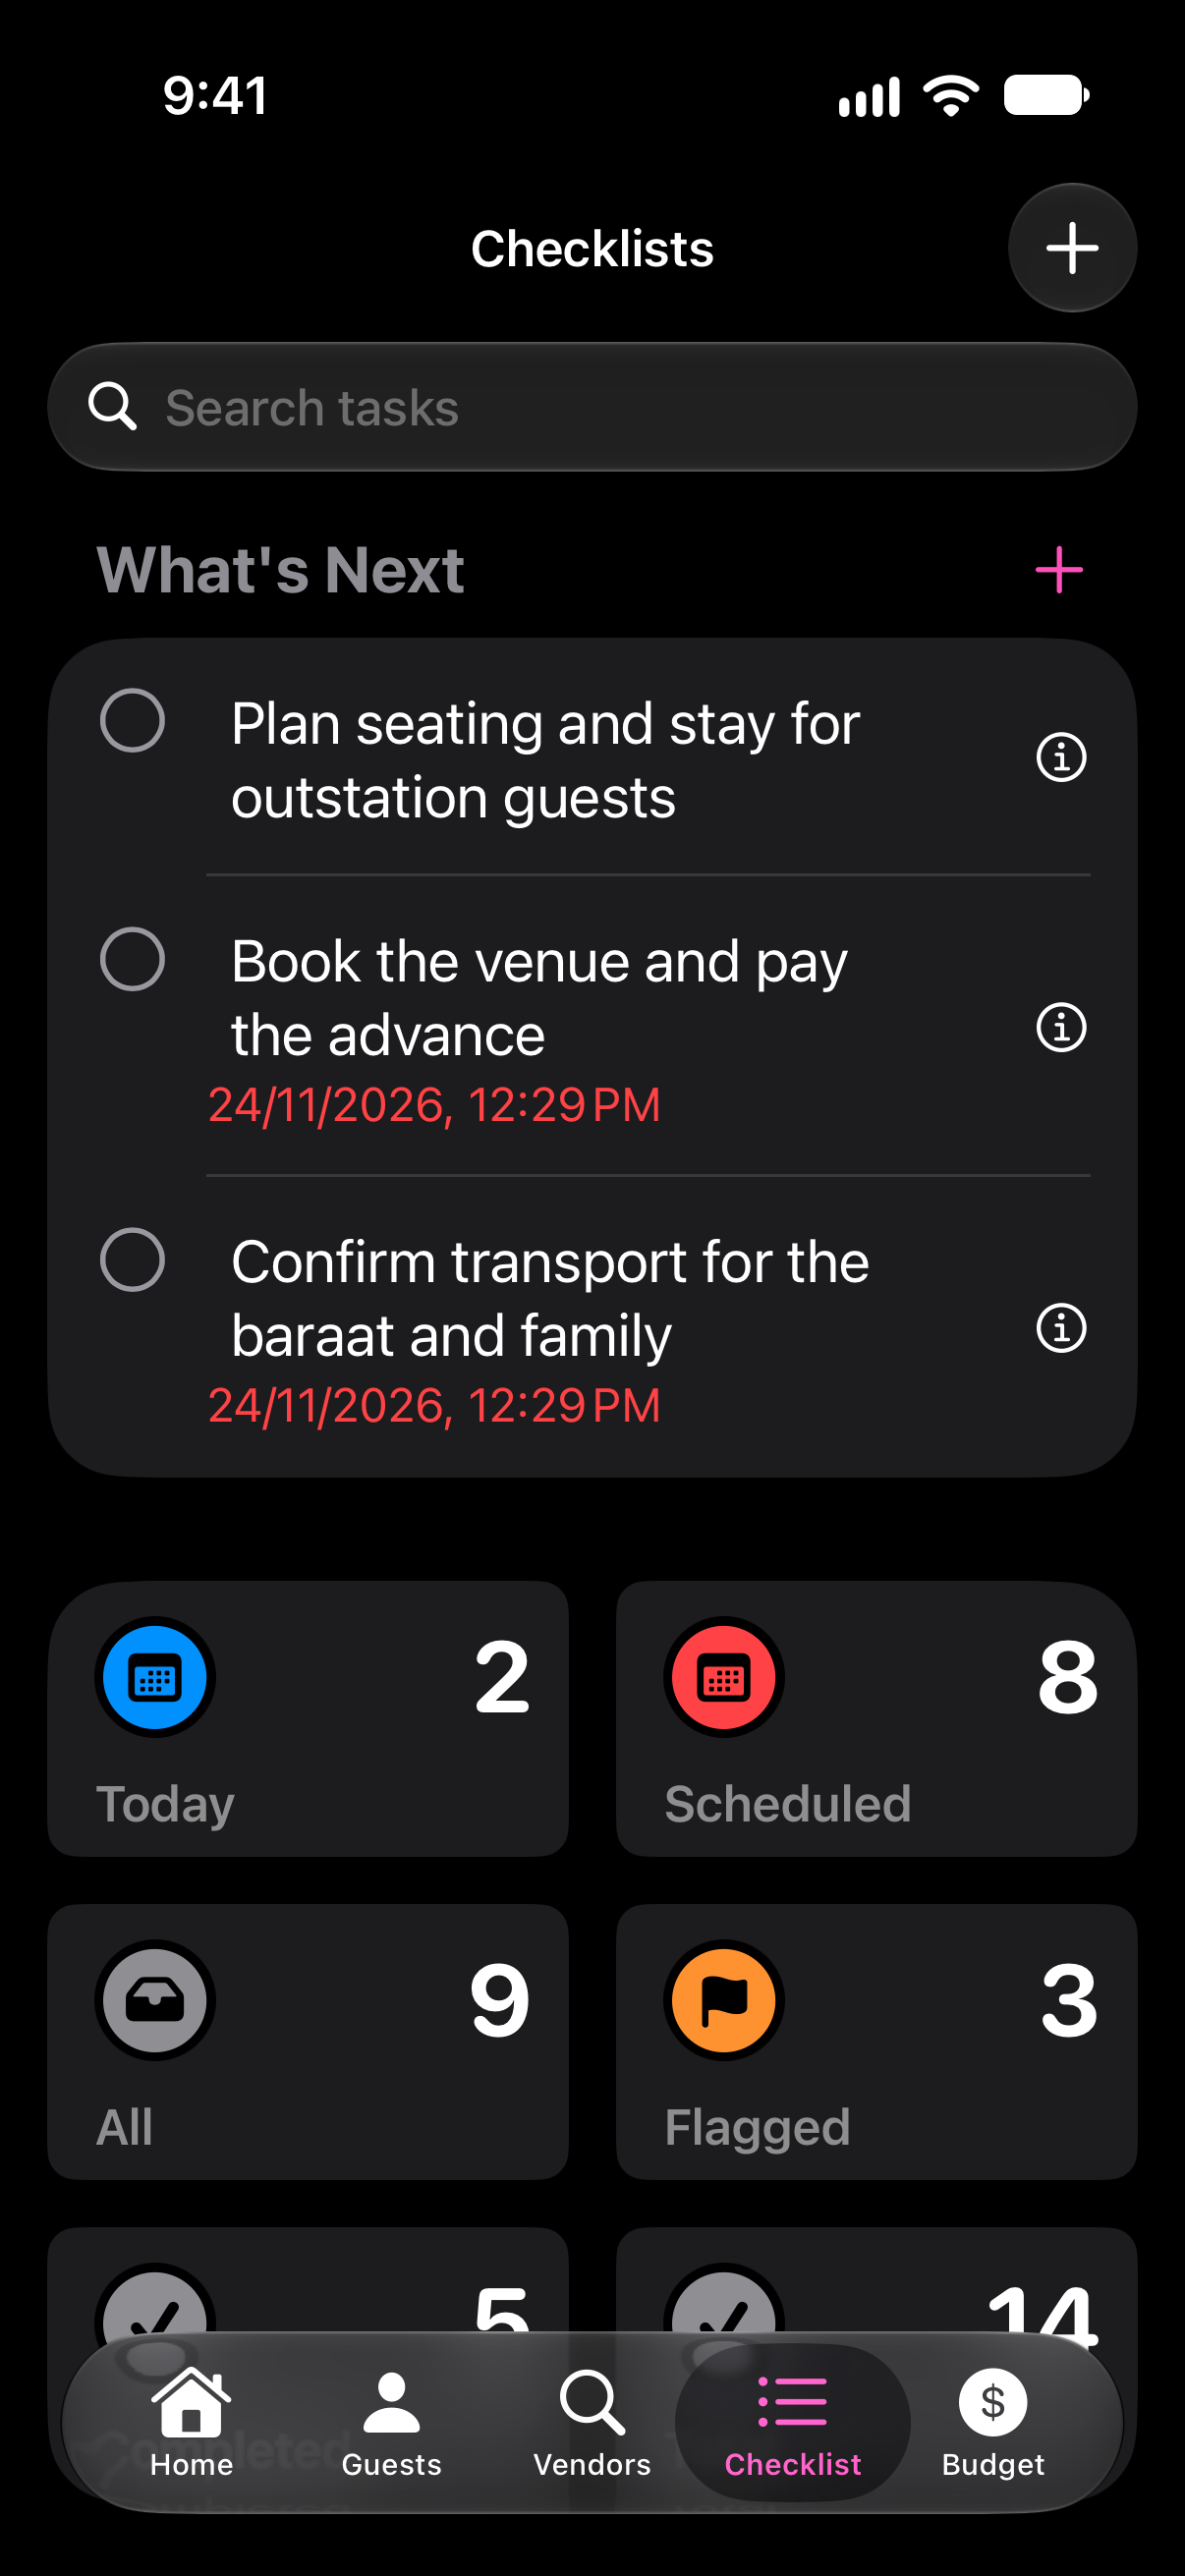 9:41
Checklists
Search tasks
What's Next
Plan seating and stay for
outstation guests
Book the venue and pay
the advance
24/11/2026, 12:29 PM
Confirm transport for the
baraat and family
24/11/2026, 12:29 PM
2
8
Today
Scheduled
9
3
All
Flagged
5
14
Completed
Home
Guests
Vendors
Checklist
Budget